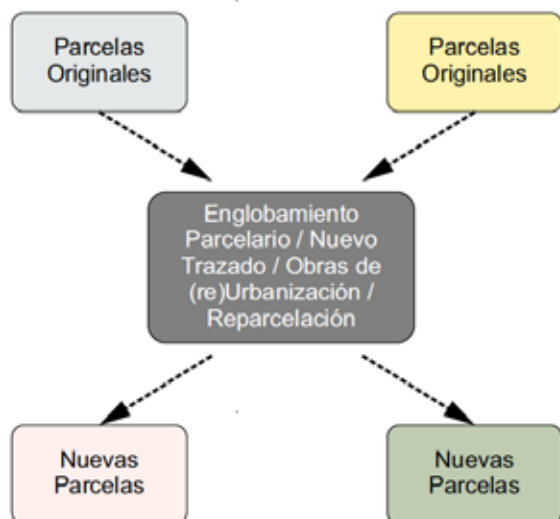 Parcelas
Originales
Parcelas
Originales
Englobamiento
Parcelario / Nuevo
Trazado / Obras de
(re)Urbanización /
Reparcelación
Nuevas
Parcelas
Nuevas
Parcelas